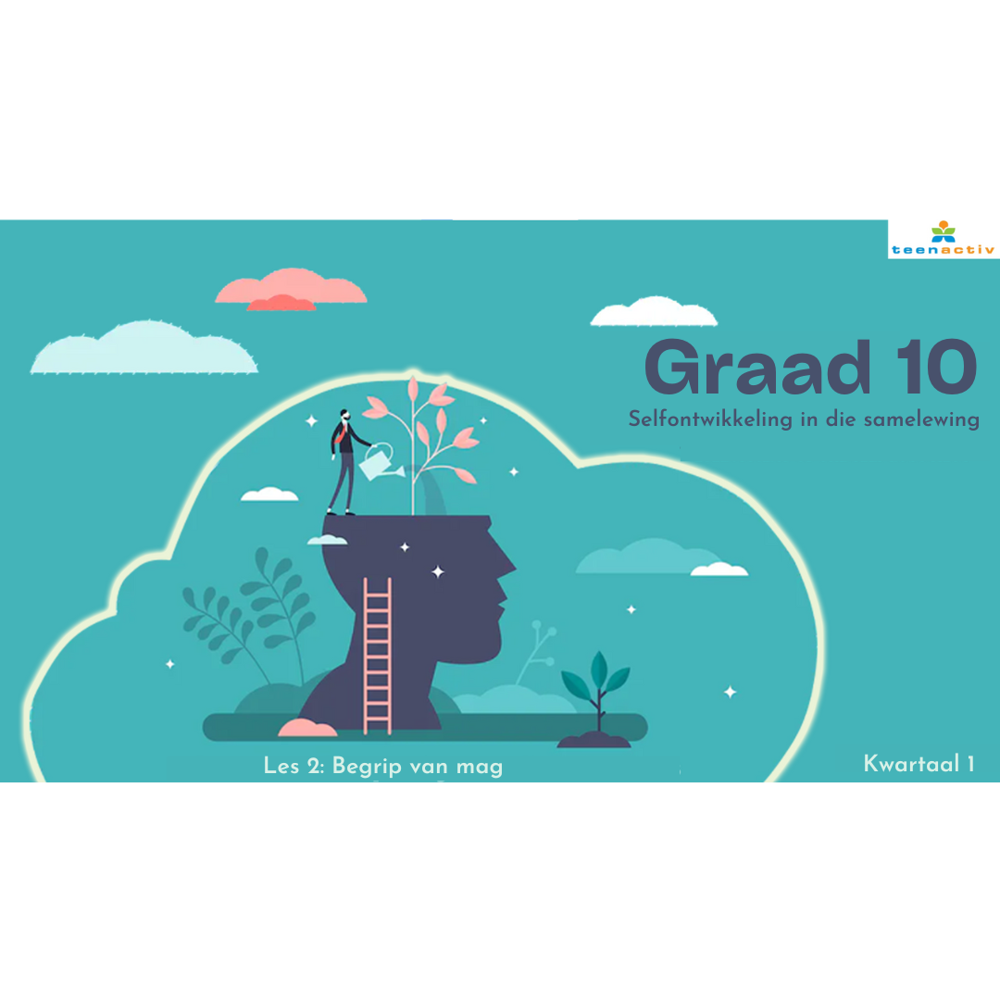 teenactiv
Graad 10
Selfontwikkeling in die samelewing
Les 2: Begrip van mag
Kwartaal 1